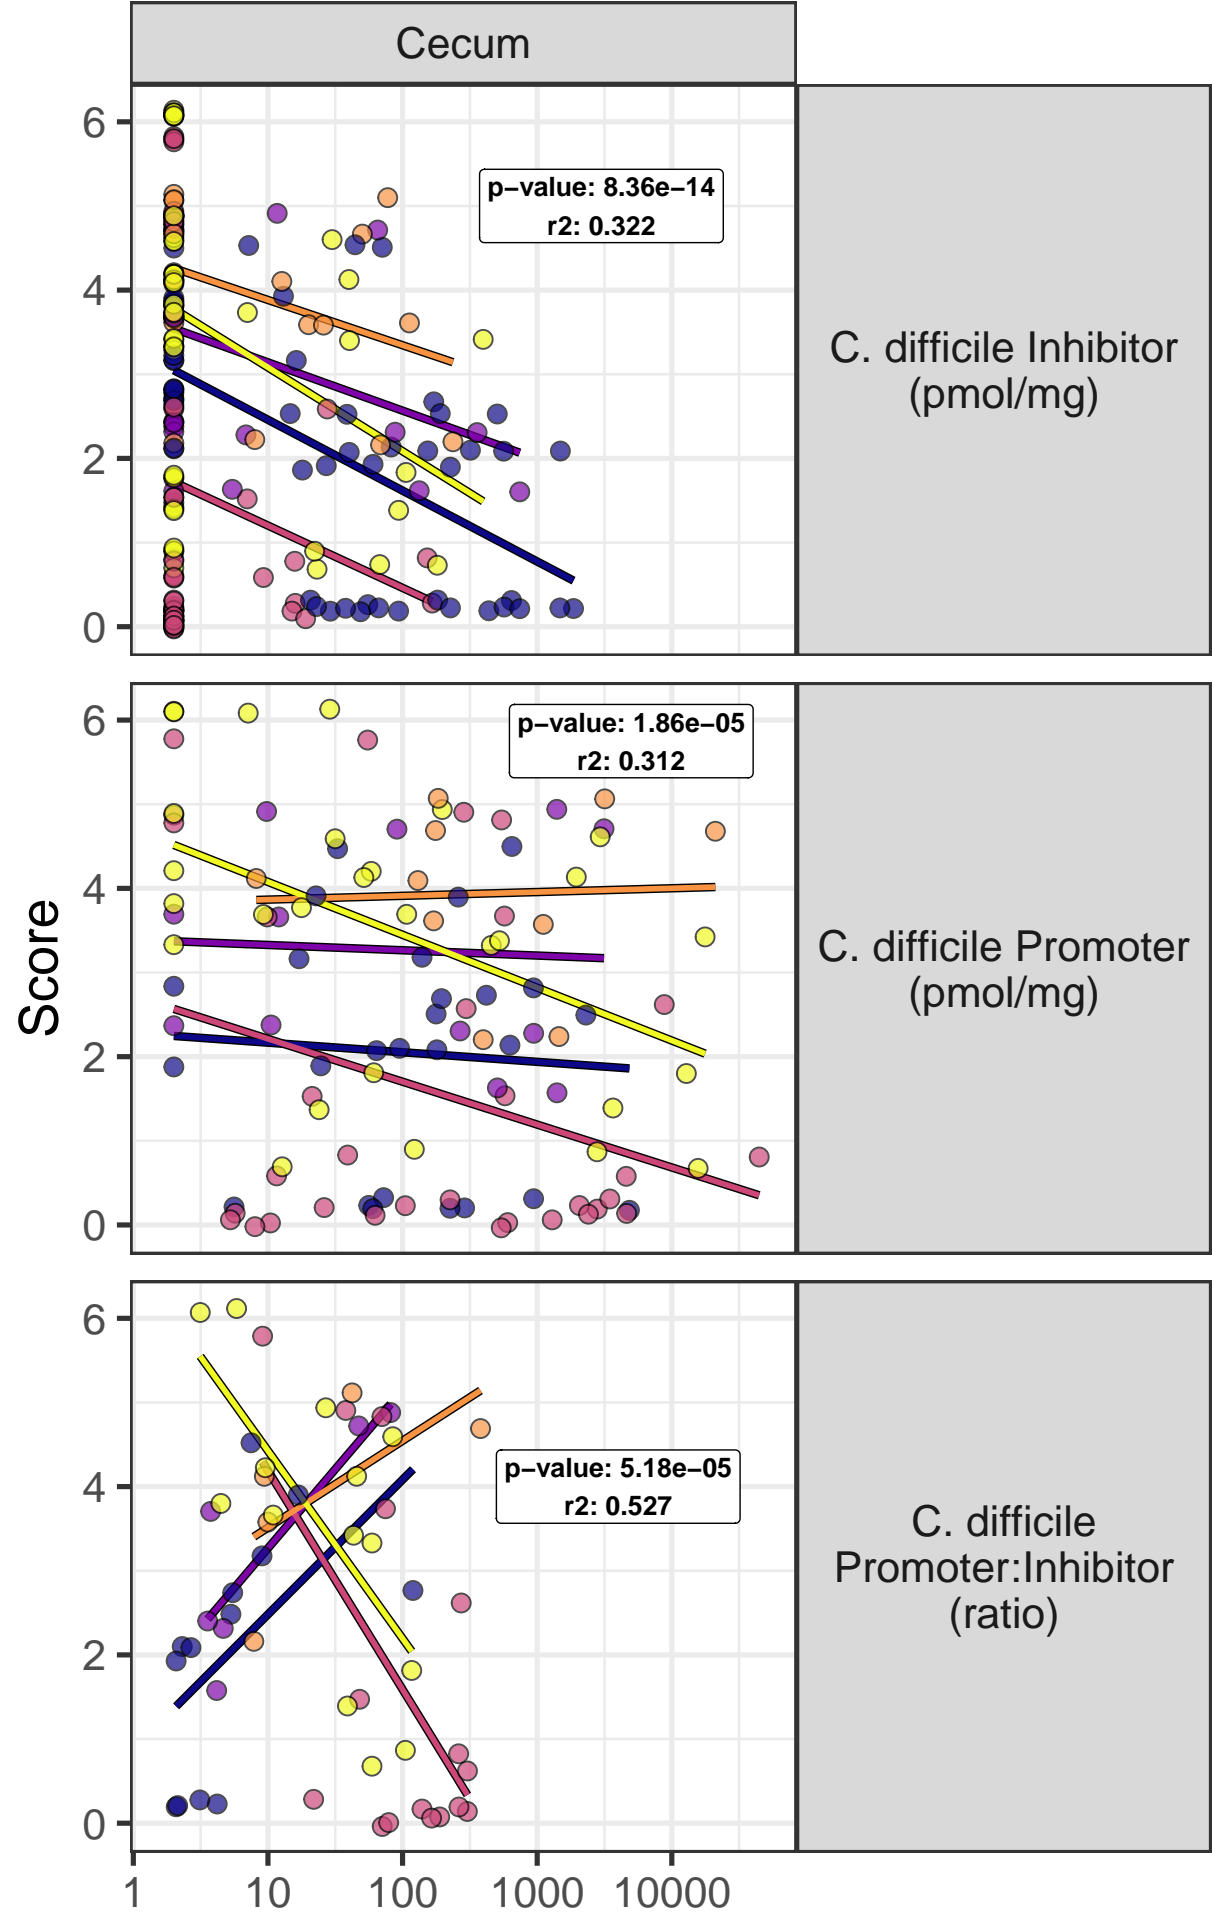 Cecum
6
4
2
0
p−value: 8.36e−14
r2: 0.322
C. difficile Inhibitor
(pmol/mg)
Score
6
4
2
0
p−value: 1.86e−05
r2: 0.312
C. difficile Promoter
(pmol/mg)
6
4
2
0
p−value: 5.18e−05
r2: 0.527
C. difficile
Promoter:Inhibitor
(ratio)
1 10 100 1000 10000